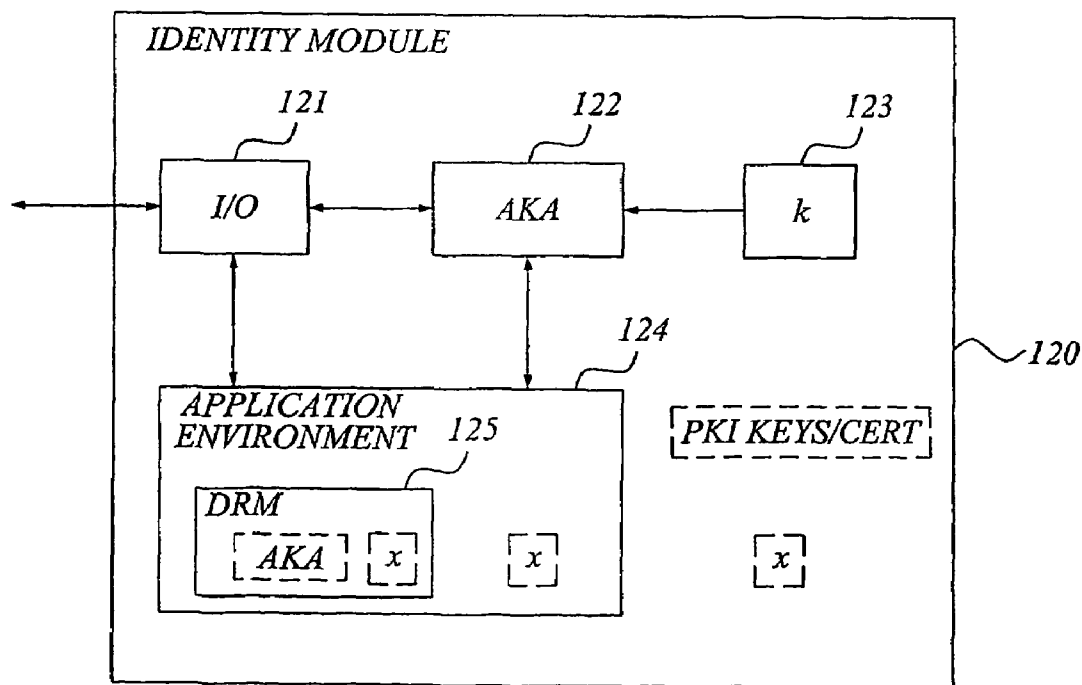 IDENTITY MODULE
121
122
123
I/O
AKA
k
124
120
APPLICATION
ENVIRONMENT
125
PKI KEYS/CERT
DRM
AKA
x
x
x